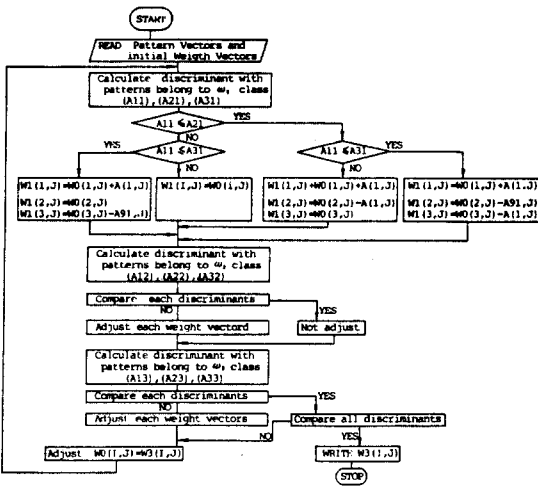 START
READ Pattern Vectors and
initial Weigth Vectors
Calculate discriminant with
patterns belong to ω, class
(A11),(A21),(A31)
A11 ≤A21
YES
NO
A11 ≤A31
YES
NO
A11 ≤A31
YES
NO
W1(1,J)=W0(1,J)+A(1,J)
W1(2,J)=W0(2,J)
W1(3,J)=W0(3,J)-A91,J)
W1(I,J)=W0(i,J)
W1(1,J)+W0(1,J)+A(1,J)
W1(2,J)=W0(2,J)-A(1,J)
W1(3,J)=W0(3,J)
W1(1,J)=W0(1,J)+A(1,J)
W1(2,J)=W0(2,J)-A91,J)
W1(3,J)=W0(3,J)-A(1,J)
Calculate discriminant with
patterns belong to ω, class
(A12),(A22),(A32)
Compare each discriminants
YES
NO
Adjust each weight vectord
Not adjust
Calculate discriminant with
patterns belong to ω, class
(A13),(A23),(A33)
Compare each discriminants
YES
NO
Adjust each weight vectors
Compare all discriminants
NO
YES
Adjust W0(I,J)=W3(I,J)
WRITE W3(I,J)
STOP